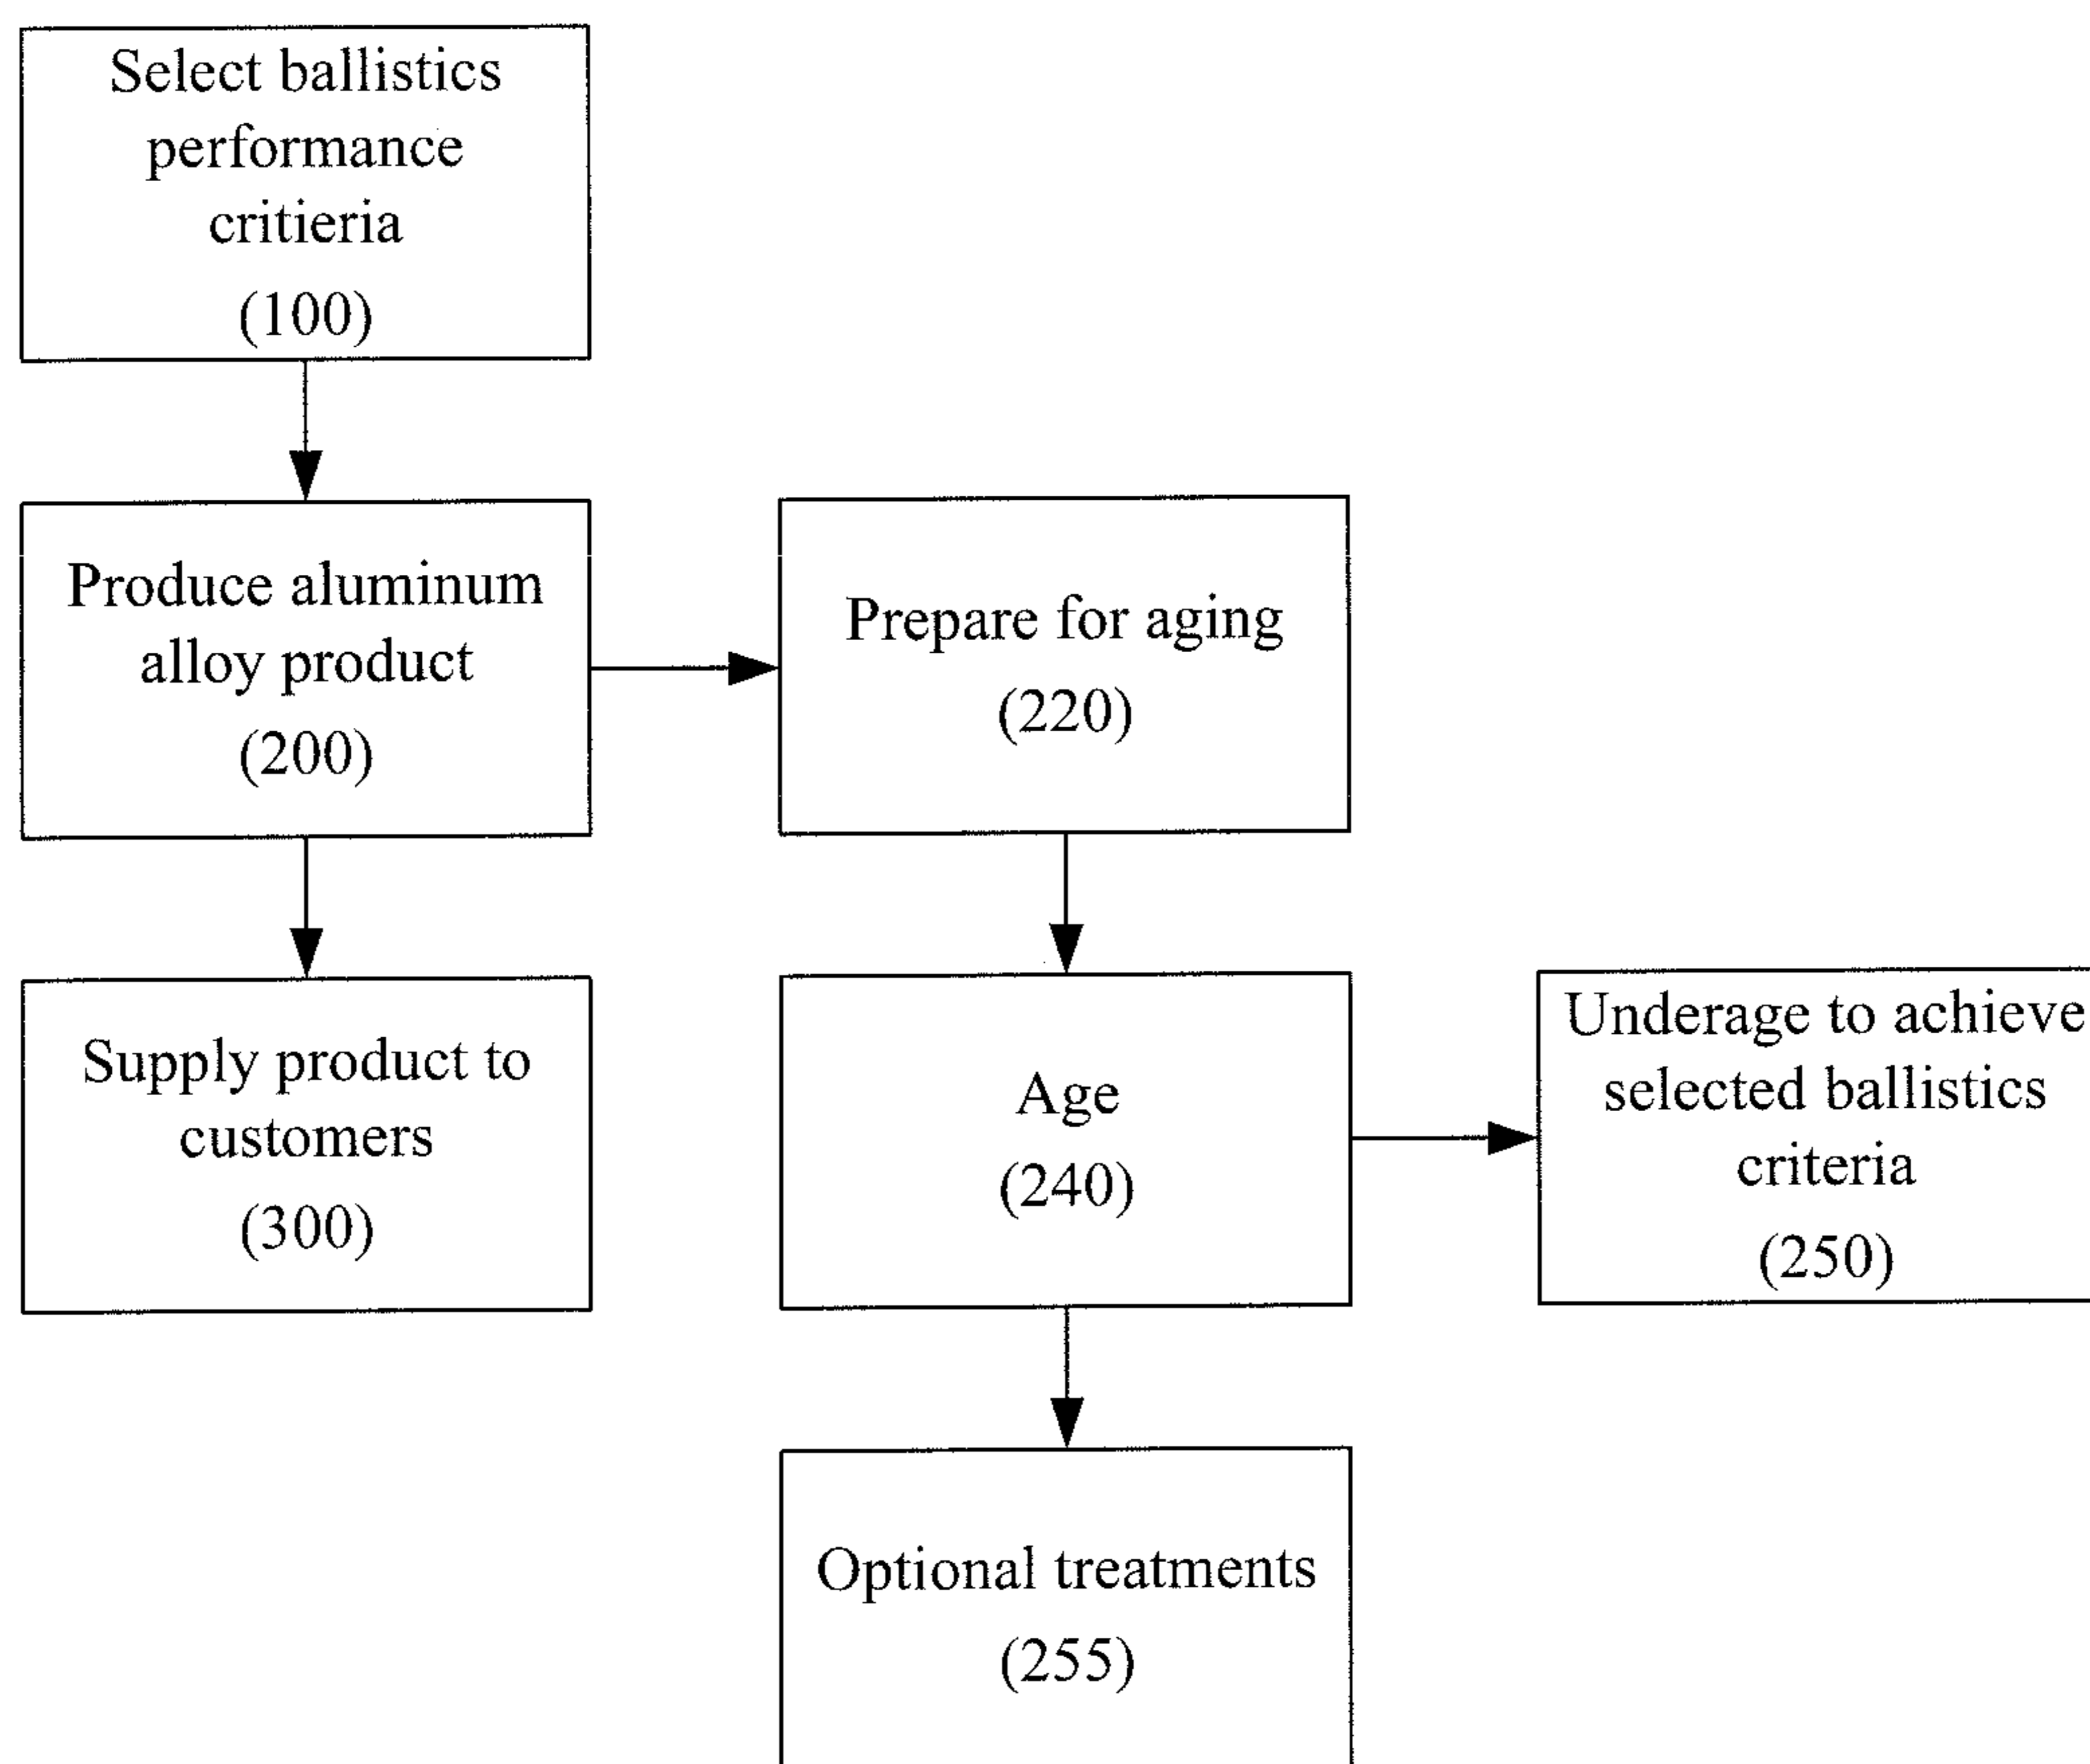 Select ballistics
performance
critieria
(100)
Produce aluminum
alloy product
(200)
Prepare for aging
(220)
Supply product to
customers
(300)
Age
(240)
Underage to achieve
selected ballistics
criteria
(250)
Optional treatments
(255)